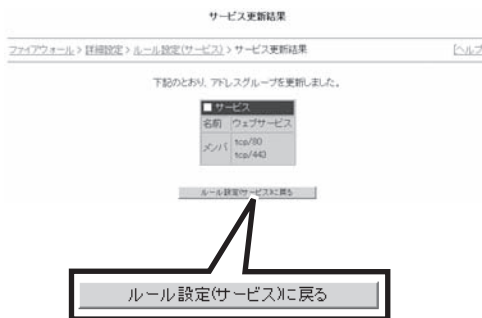 サービス更新結果
ファイアウォール > 詳細設定 > ルール設定(サービス) > サービス更新結果
[ヘルプ
下記のとおり、アドレスグループを更新しました。
■ サービス
名前 ウェブサービス
メンバ tcp/80
tcp/443
ルール設定(サービス)に戻る
ルール設定(サービス)に戻る